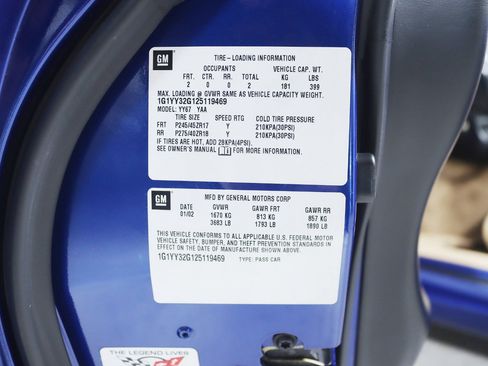 GM
TIRE-LOADING INFORMATION
OCCUPANTS VEHICLE CAP. WT.
FRT. CTR. RR. TOTAL KG LBS
2 0 0 2 181 399
MAX. LOADING @ GVWR SAME AS VEHICLE CAPACITY WEIGHT.
1G1YY32G125119469
MODEL: YY67 YAA
TIRE SIZE SPEED RTG COLD TIRE PRESSURE
FRT P245/45ZR17 Y 210KPA(30PSI)
RR P275/40ZR18 Y 210KPA(30PSI)
IF TIRES ARE HOT, ADD 28KPA(4PSI).
SEE OWNER'S MANUAL FOR MORE INFORMATION.
GM
MFD BY GENERAL MOTORS CORP
DATE GVWR GAWR FRT GAWR RR
01/02 1670 KG 813 KG 857 KG
3683 LB 1793 LB 1890 LB
THIS VEHICLE CONFORMS TO ALL APPLICABLE U.S. FEDERAL MOTOR
VEHICLE SAFETY, BUMPER, AND THEFT PREVENTION STANDARDS IN
EFFECT ON THE DATE OF MANUFACTURE SHOWN ABOVE.
1G1YY32G125119469 TYPE: PASS CAR
THE LEGEND LIVES